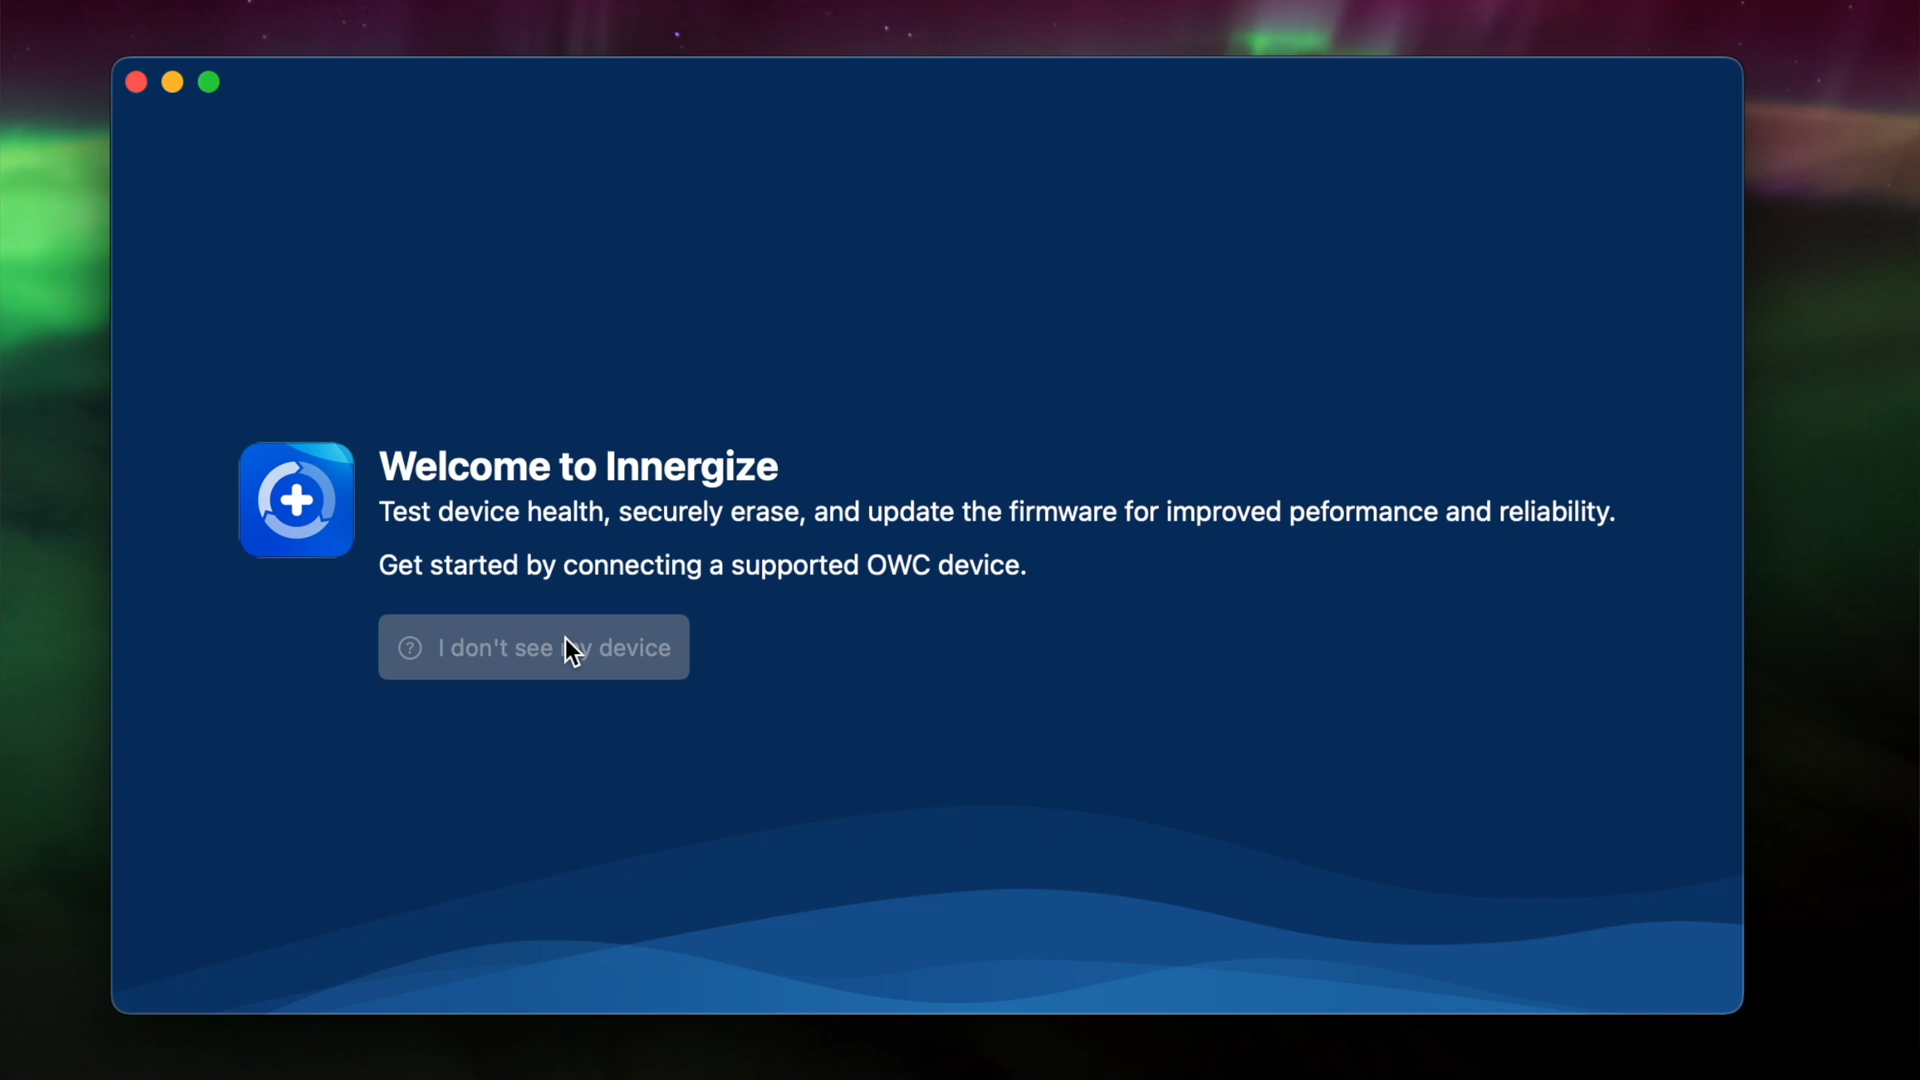 Welcome to Innergize
Test device health, securely erase, and update the firmware for improved peformance and reliability.
Get started by connecting a supported OWC device.
I don't see my device